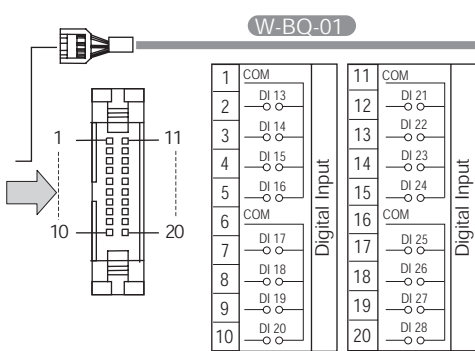 W-BQ-01
1 11
10 20
1 COM
2 DI 13
3 DI 14
4 DI 15
5 DI 16
6 COM
7 DI 17
8 DI 18
9 DI 19
10 DI 20
Digital Input
11 COM
12 DI 21
13 DI 22
14 DI 23
15 DI 24
16 COM
17 DI 25
18 DI 26
19 DI 27
20 DI 28
Digital Input